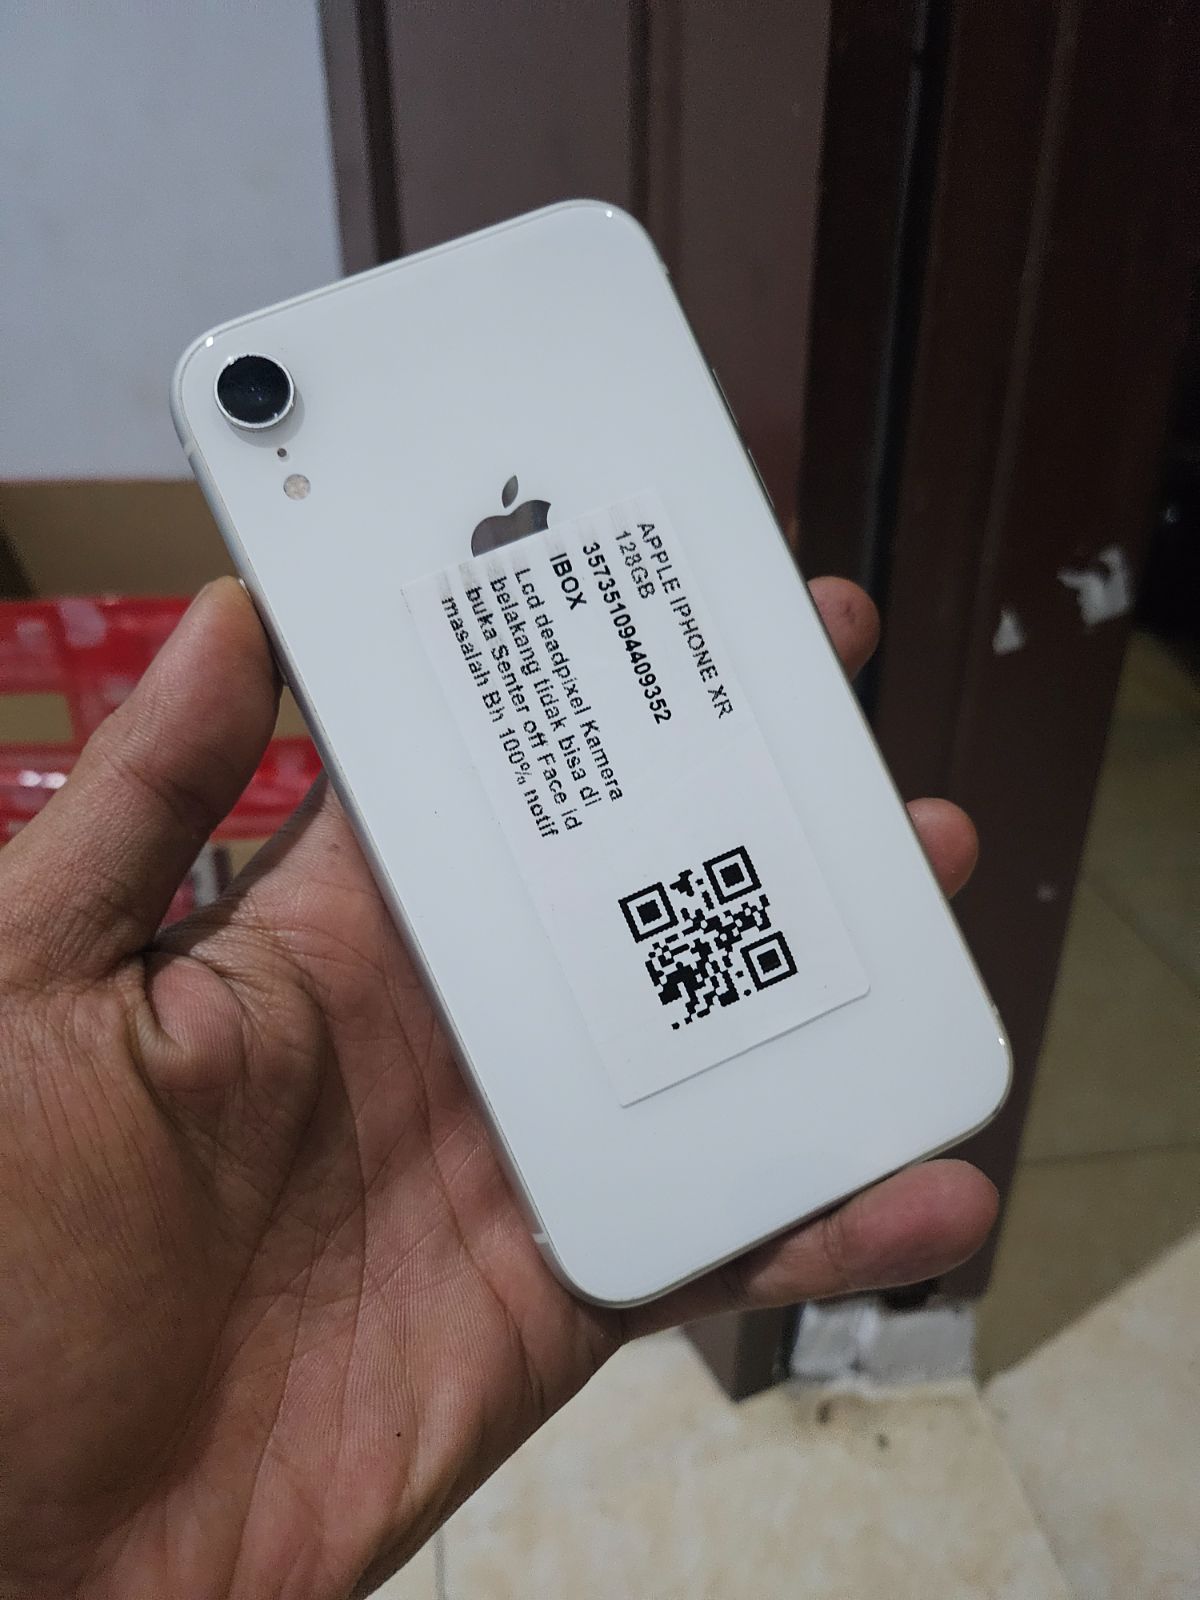 APPLE IPHONE XR
128GB
357351094409352
IBOX
Lcd deadpixel Kamera
belakang tidak bisa di
buka Senter off Face id
masalah Bh 100% notif